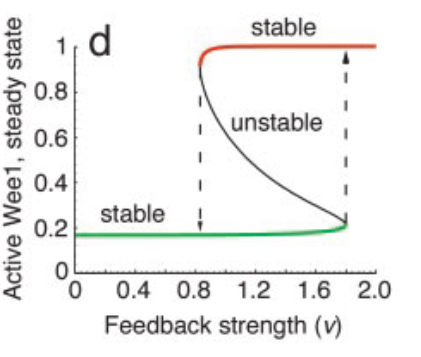 d
stable
1
0.8
0.6
0.4
0.2
0
unstable
stable
Active Wee1, steady state
0 0.4 0.8 1.2 1.6 2.0
Feedback strength (v)